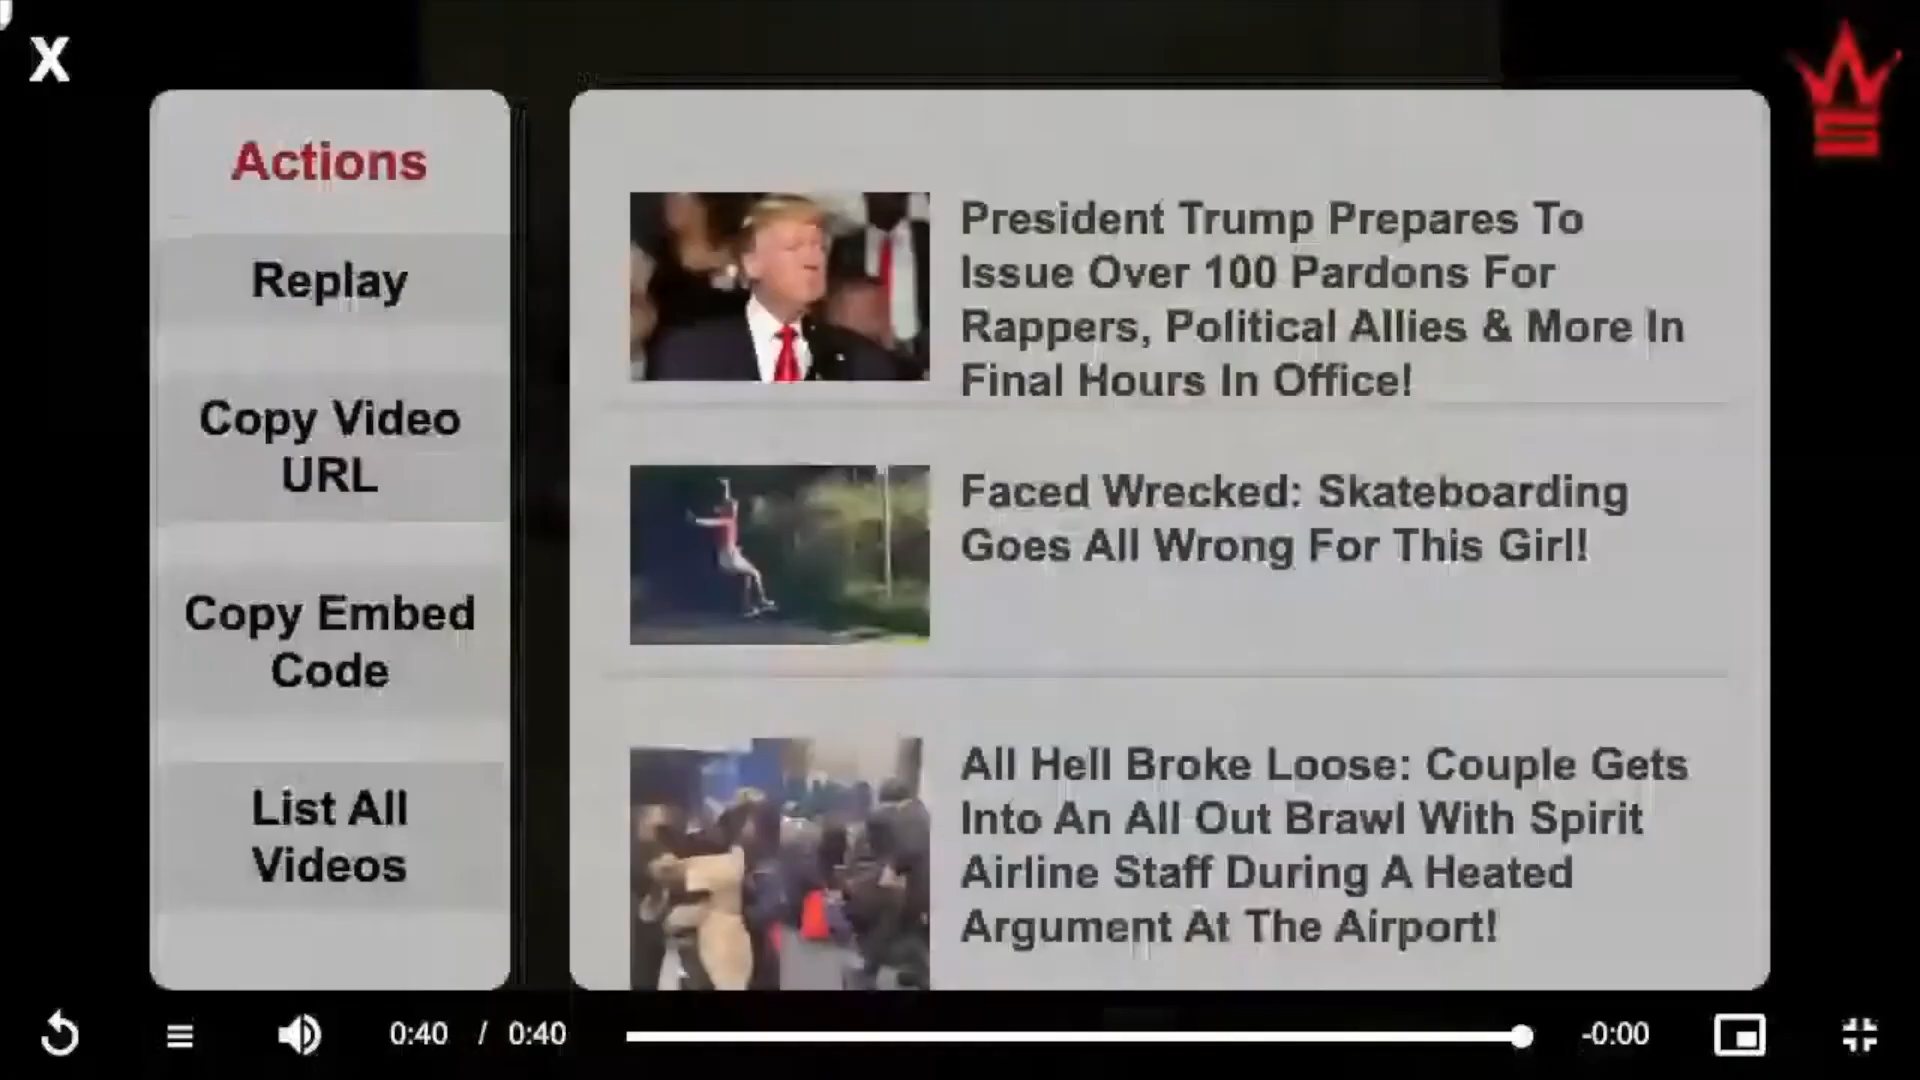 X
Actions
Replay
Copy Video
URL
Copy Embed
Code
List All
Videos
President Trump Prepares To
Issue Over 100 Pardons For
Rappers, Political Allies & More In
Final Hours In Office!
Faced Wrecked: Skateboarding
Goes All Wrong For This Girl!
All Hell Broke Loose: Couple Gets
Into An All Out Brawl With Spirit
Airline Staff During A Heated
Argument At The Airport!
0:40 / 0:40
-0:00